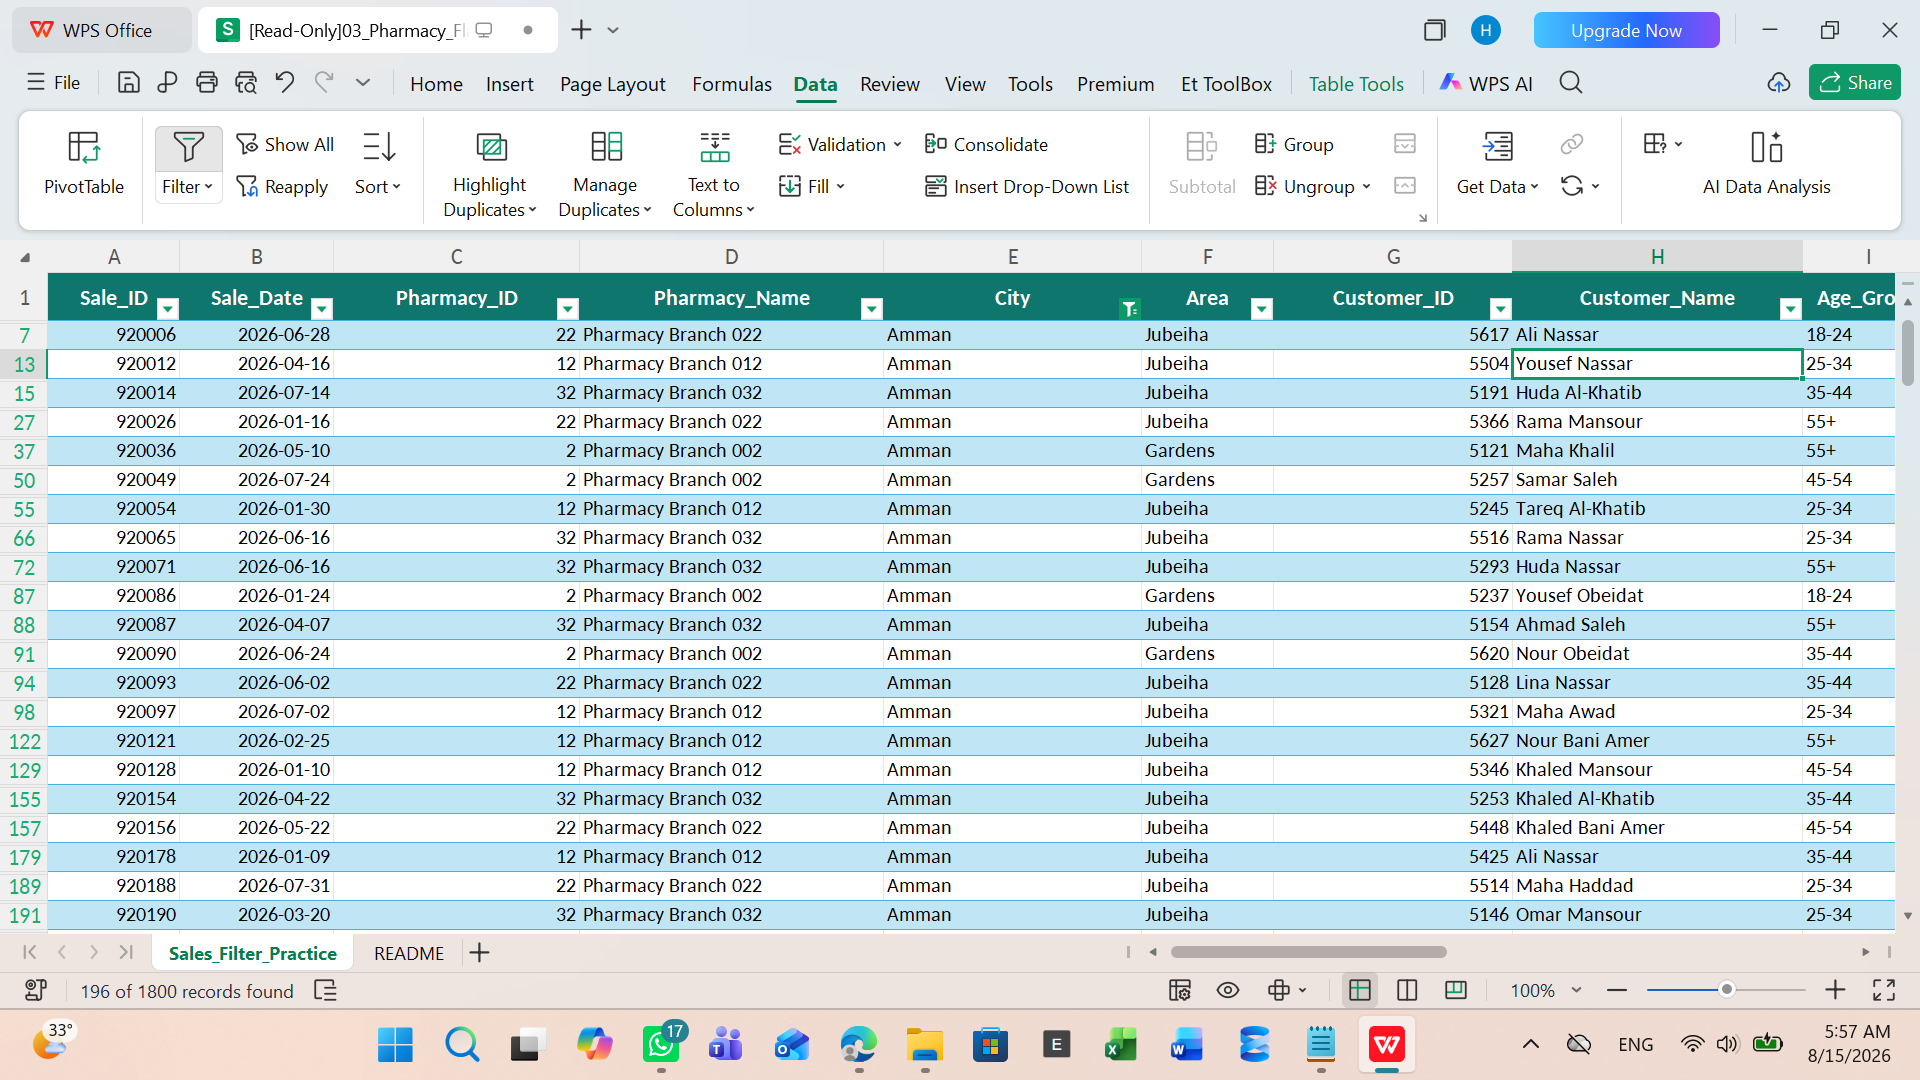 WPS Office
[Read-Only]03_Pharmacy_Fl
H
Upgrade Now
File
Home Insert Page Layout Formulas Data Review View Tools Premium Et ToolBox Table Tools WPS AI
Share
PivotTable
Filter
Show All
Reapply
Sort
Highlight Duplicates
Manage Duplicates
Text to Columns
Validation
Fill
Consolidate
Insert Drop-Down List
Subtotal
Group
Ungroup
Get Data
AI Data Analysis
A B C D E F G H I
1 Sale_ID Sale_Date Pharmacy_ID Pharmacy_Name City Area Customer_ID Customer_Name Age_Gro
7 920006 2026-06-28 22 Pharmacy Branch 022 Amman Jubeiha 5617 Ali Nassar 18-24
13 920012 2026-04-16 12 Pharmacy Branch 012 Amman Jubeiha 5504 Yousef Nassar 25-34
15 920014 2026-07-14 32 Pharmacy Branch 032 Amman Jubeiha 5191 Huda Al-Khatib 35-44
27 920026 2026-01-16 22 Pharmacy Branch 022 Amman Jubeiha 5366 Rama Mansour 55+
37 920036 2026-05-10 2 Pharmacy Branch 002 Amman Gardens 5121 Maha Khalil 55+
50 920049 2026-07-24 2 Pharmacy Branch 002 Amman Gardens 5257 Samar Saleh 45-54
55 920054 2026-01-30 12 Pharmacy Branch 012 Amman Jubeiha 5245 Tareq Al-Khatib 25-34
66 920065 2026-06-16 32 Pharmacy Branch 032 Amman Jubeiha 5516 Rama Nassar 25-34
72 920071 2026-06-16 32 Pharmacy Branch 032 Amman Jubeiha 5293 Huda Nassar 55+
87 920086 2026-01-24 2 Pharmacy Branch 002 Amman Gardens 5237 Yousef Obeidat 18-24
88 920087 2026-04-07 32 Pharmacy Branch 032 Amman Jubeiha 5154 Ahmad Saleh 55+
91 920090 2026-06-24 2 Pharmacy Branch 002 Amman Gardens 5620 Nour Obeidat 35-44
94 920093 2026-06-02 22 Pharmacy Branch 022 Amman Jubeiha 5128 Lina Nassar 35-44
98 920097 2026-07-02 12 Pharmacy Branch 012 Amman Jubeiha 5321 Maha Awad 25-34
122 920121 2026-02-25 12 Pharmacy Branch 012 Amman Jubeiha 5627 Nour Bani Amer 55+
129 920128 2026-01-10 12 Pharmacy Branch 012 Amman Jubeiha 5346 Khaled Mansour 45-54
155 920154 2026-04-22 32 Pharmacy Branch 032 Amman Jubeiha 5253 Khaled Al-Khatib 35-44
157 920156 2026-05-22 22 Pharmacy Branch 022 Amman Jubeiha 5448 Khaled Bani Amer 45-54
179 920178 2026-01-09 12 Pharmacy Branch 012 Amman Jubeiha 5425 Ali Nassar 35-44
189 920188 2026-07-31 22 Pharmacy Branch 022 Amman Jubeiha 5514 Maha Haddad 25-34
191 920190 2026-03-20 32 Pharmacy Branch 032 Amman Jubeiha 5146 Omar Mansour 25-34
Sales_Filter_Practice README
196 of 1800 records found
100%
33°
17
E
ENG
5:57 AM
8/15/2026